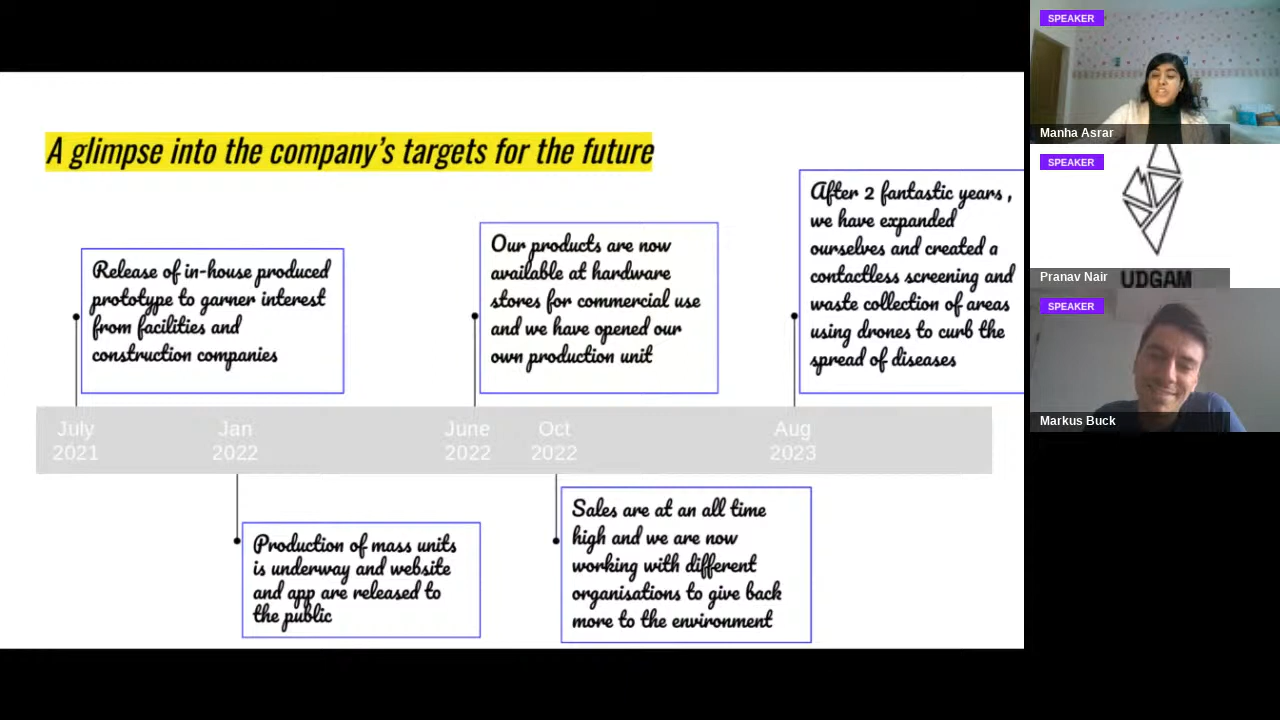 A glimpse into the company's targets for the future
Release of in-house produced
prototype to garner interest
from facilities and
construction companies
Our products are now
available at hardware
stores for commercial use
and we have opened our
own production unit
After 2 fantastic years ,
we have expanded
ourselves and created a
contactless screening and
waste collection of areas
using drones to curb the
spread of diseases
July
2021
Jan
2022
June
2022
Oct
2022
Aug
2023
Production of mass units
is underway and website
and app are released to
the public
Sales are at an all time
high and we are now
working with different
organisations to give back
more to the environment
SPEAKER
Manha Asrar
SPEAKER
Pranav Nair
UDGAM
SPEAKER
Markus Buck